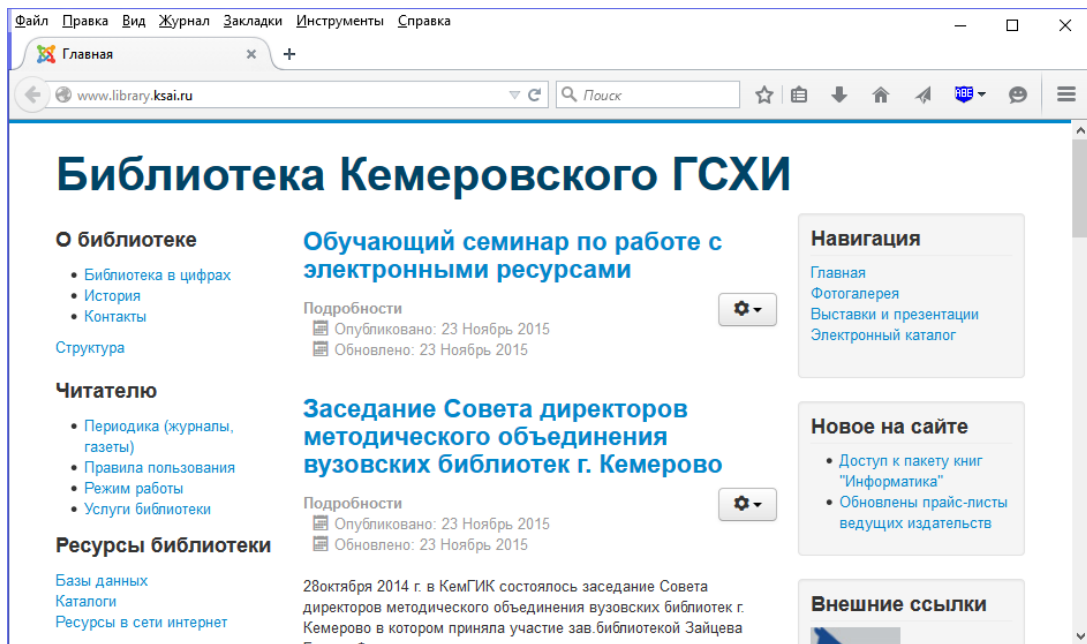 Файл Правка Вид Журнал Закладки Инструменты Справка
Главная
www.library.ksai.ru
Поиск
ABE
Библиотека Кемеровского ГСХИ
О библиотеке
Библиотека в цифрах
История
Контакты
Структура
Читателю
Периодика (журналы,
газеты)
Правила пользования
Режим работы
Услуги библиотеки
Ресурсы библиотеки
Базы данных
Каталоги
Ресурсы в сети интернет
Обучающий семинар по работе с
электронными ресурсами
Подробности
Опубликовано: 23 Ноябрь 2015
Обновлено: 23 Ноябрь 2015
Заседание Совета директоров
методического объединения
вузовских библиотек г. Кемерово
Подробности
Опубликовано: 23 Ноябрь 2015
Обновлено: 23 Ноябрь 2015
28октября 2014 г. в КемГИК состоялось заседание Совета
директоров методического объединения вузовских библиотек г.
Кемерово в котором приняла участие зав.библиотекой Зайцева
Навигация
Главная
Фотогалерея
Выставки и презентации
Электронный каталог
Новое на сайте
Доступ к пакету книг
"Информатика"
Обновлены прайс-листы
ведущих издательств
Внешние ссылки